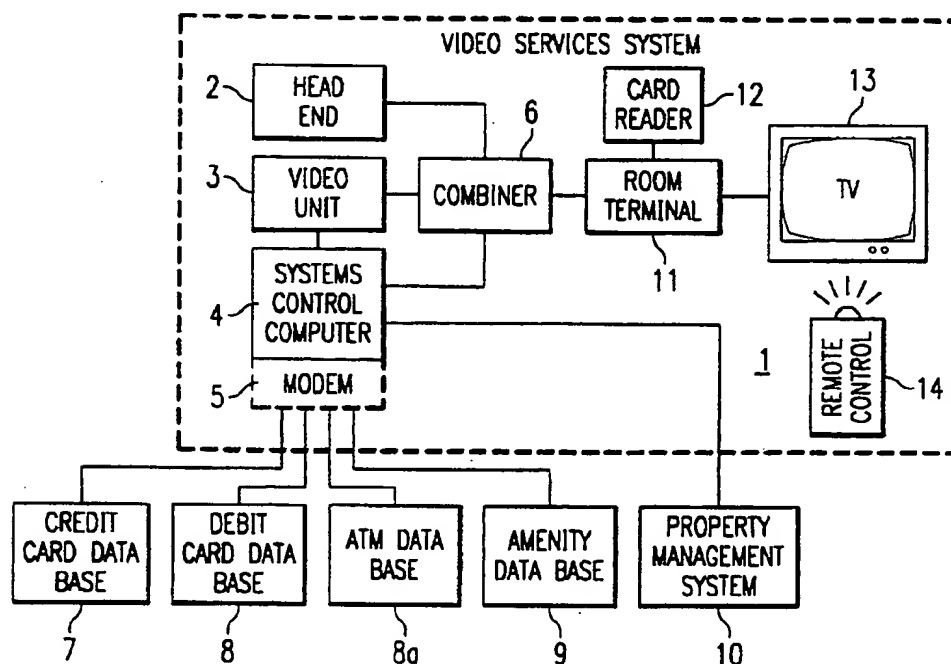 VIDEO SERVICES SYSTEM
2
HEAD
END
3
VIDEO
UNIT
4
SYSTEMS
CONTROL
COMPUTER
5
MODEM
6
COMBINER
12
CARD
READER
ROOM
TERMINAL
11
13
TV
1
REMOTE
CONTROL
14
CREDIT
CARD DATA
BASE
7
DEBIT
CARD DATA
BASE
8
ATM DATA
BASE
8a
AMENITY
DATA BASE
9
PROPERTY
MANAGEMENT
SYSTEM
10